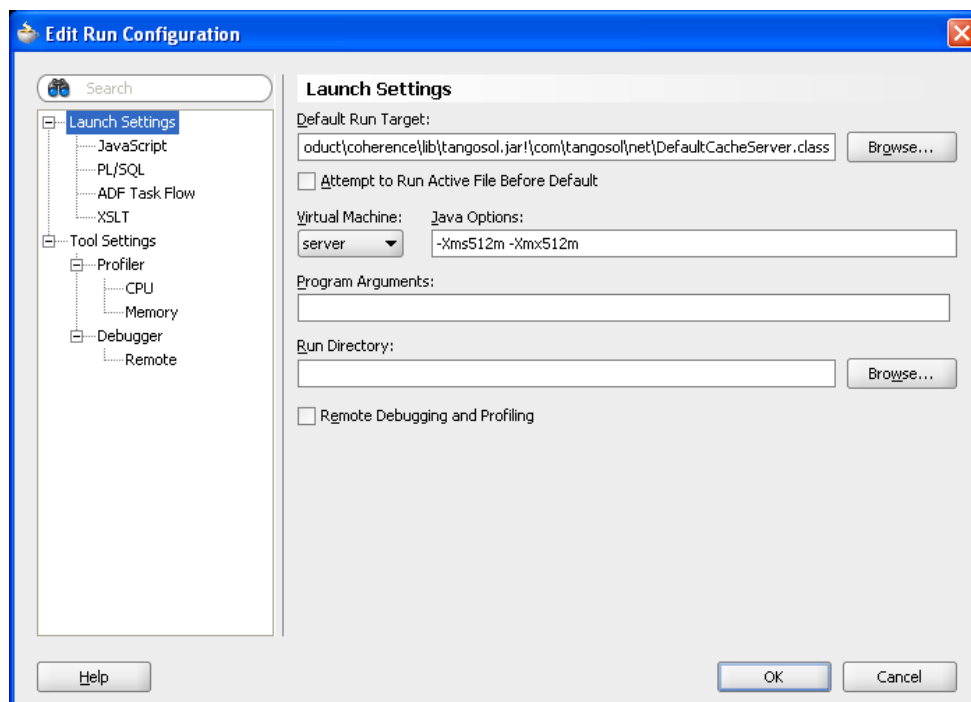 Edit Run Configuration
Search
Launch Settings
JavaScript
PL/SQL
ADF Task Flow
XSLT
Tool Settings
Profiler
CPU
Memory
Debugger
Remote
Launch Settings
Default Run Target:
oduct\coherence\lib\tangosol.jar!\com\tangosol\net\DefaultCacheServer.class
Browse...
Attempt to Run Active File Before Default
Virtual Machine: Java Options:
server -Xms512m -Xmx512m
Program Arguments:
Run Directory:
Browse...
Remote Debugging and Profiling
Help OK Cancel